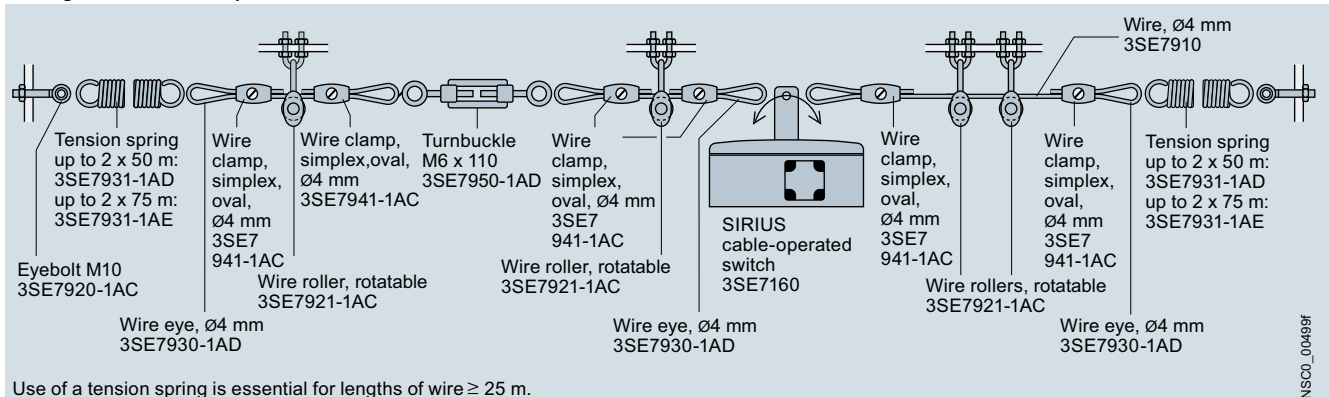 Wire, Ø4 mm
3SE7910
Tension spring
up to 2 x 50 m:
3SE7931-1AD
up to 2 x 75 m:
3SE7931-1AE
Eyebolt M10
3SE7920-1AC
Wire
clamp,
simplex,
oval,
Ø4 mm
3SE7
941-1AC
Wire clamp,
simplex,oval,
Ø4 mm
3SE7941-1AC
Wire roller, rotatable
3SE7921-1AC
Wire eye, Ø4 mm
3SE7930-1AD
Turnbuckle
M6 x 110
3SE7950-1AD
Wire
clamp,
simplex,
oval, Ø4 mm
3SE7
941-1AC
Wire roller, rotatable
3SE7921-1AC
Wire eye, Ø4 mm
3SE7930-1AD
SIRIUS
cable-operated
switch
3SE7160
Wire
clamp,
simplex,
oval,
Ø4 mm
3SE7
941-1AC
Wire rollers, rotatable
3SE7921-1AC
Wire
clamp,
simplex,
oval,
Ø4 mm
3SE7
941-1AC
Wire eye, Ø4 mm
3SE7930-1AD
Tension spring
up to 2 x 50 m:
3SE7931-1AD
up to 2 x 75 m:
3SE7931-1AE
NSC0_00499f
Use of a tension spring is essential for lengths of wire ≥ 25 m.